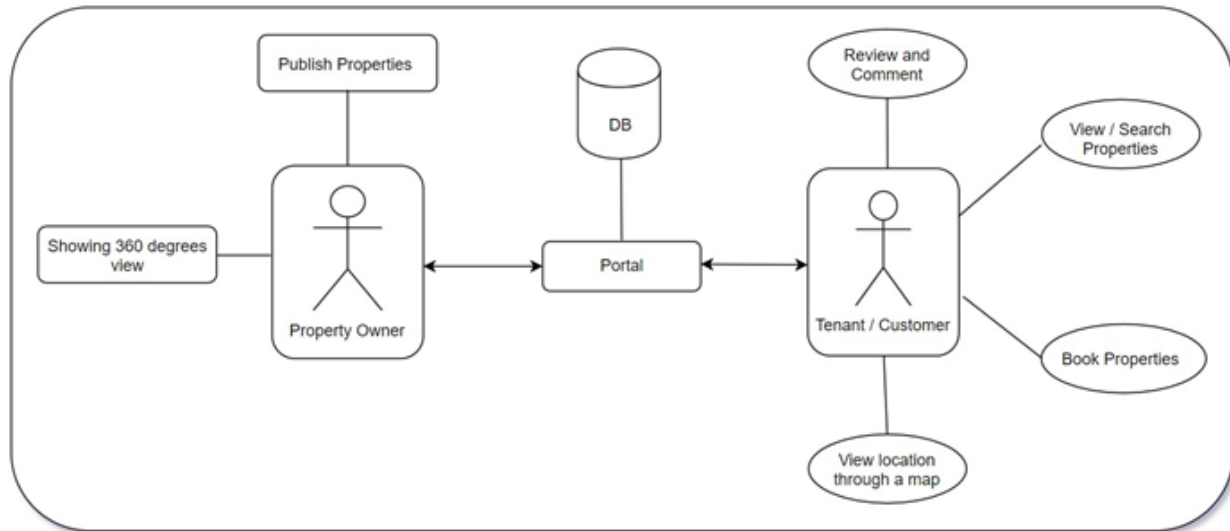 Publish Properties
DB
Review and
Comment
View / Search
Properties
Showing 360 degrees
view
Portal
Property Owner
Tenant / Customer
Book Properties
View location
through a map